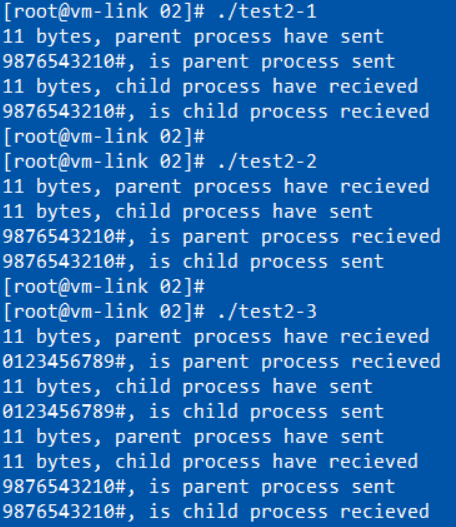 [root@vm-link 02]# ./test2-1
11 bytes, parent process have sent
9876543210#, is parent process sent
11 bytes, child process have recieved
9876543210#, is child process recieved
[root@vm-link 02]#
[root@vm-link 02]# ./test2-2
11 bytes, parent process have recieved
11 bytes, child process have sent
9876543210#, is parent process recieved
9876543210#, is child process sent
[root@vm-link 02]#
[root@vm-link 02]# ./test2-3
11 bytes, parent process have recieved
0123456789#, is parent process recieved
11 bytes, child process have sent
0123456789#, is child process sent
11 bytes, parent process have sent
11 bytes, child process have recieved
9876543210#, is parent process sent
9876543210#, is child process recieved